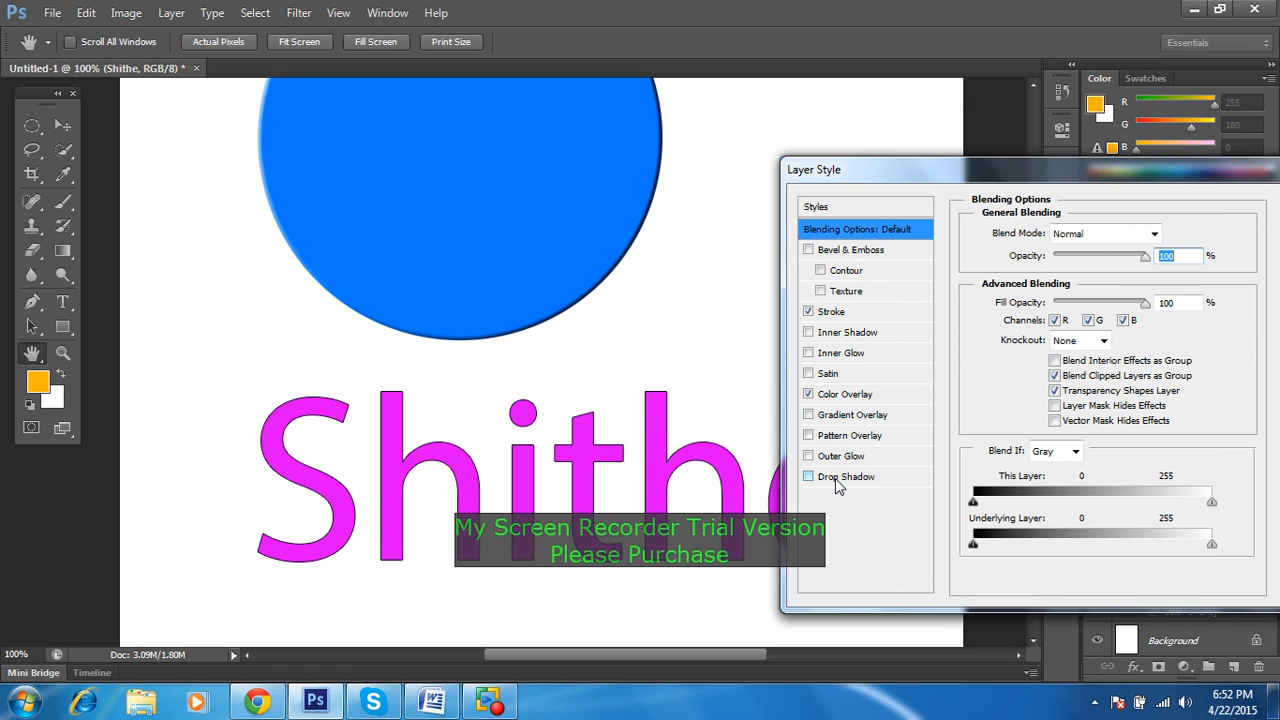 Ps File Edit Image Layer Type Select Filter View Window Help
Scroll All Windows Actual Pixels Fit Screen Fill Screen Print Size Essentials
Untitled-1 @ 100% (Shithe, RGB/8) * ×
Color Swatches
R 255
G 180
B 0
Layer Style
Styles
Blending Options: Default
Bevel & Emboss
Contour
Texture
Stroke
Inner Shadow
Inner Glow
Satin
Color Overlay
Gradient Overlay
Pattern Overlay
Outer Glow
Drop Shadow
Blending Options
General Blending
Blend Mode: Normal
Opacity: 100 %
Advanced Blending
Fill Opacity: 100 %
Channels: R G B
Knockout: None
Blend Interior Effects as Group
Blend Clipped Layers as Group
Transparency Shapes Layer
Layer Mask Hides Effects
Vector Mask Hides Effects
Blend If: Gray
This Layer: 0 255
Underlying Layer: 0 255
Shithe
My Screen Recorder Trial Version
Please Purchase
Background
100% Doc: 3.09M/1.80M
Mini Bridge Timeline
6:52 PM
4/22/2015